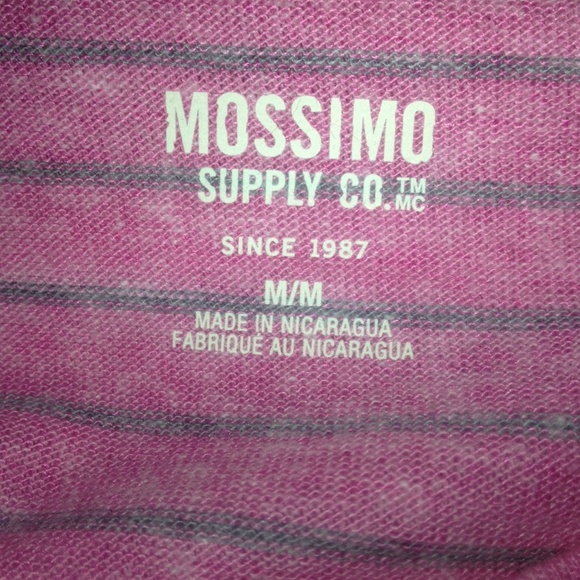 MOSSIMO
SUPPLY CO.™ MC
SINCE 1987
M/M
MADE IN NICARAGUA
FABRIQUÉ AU NICARAGUA